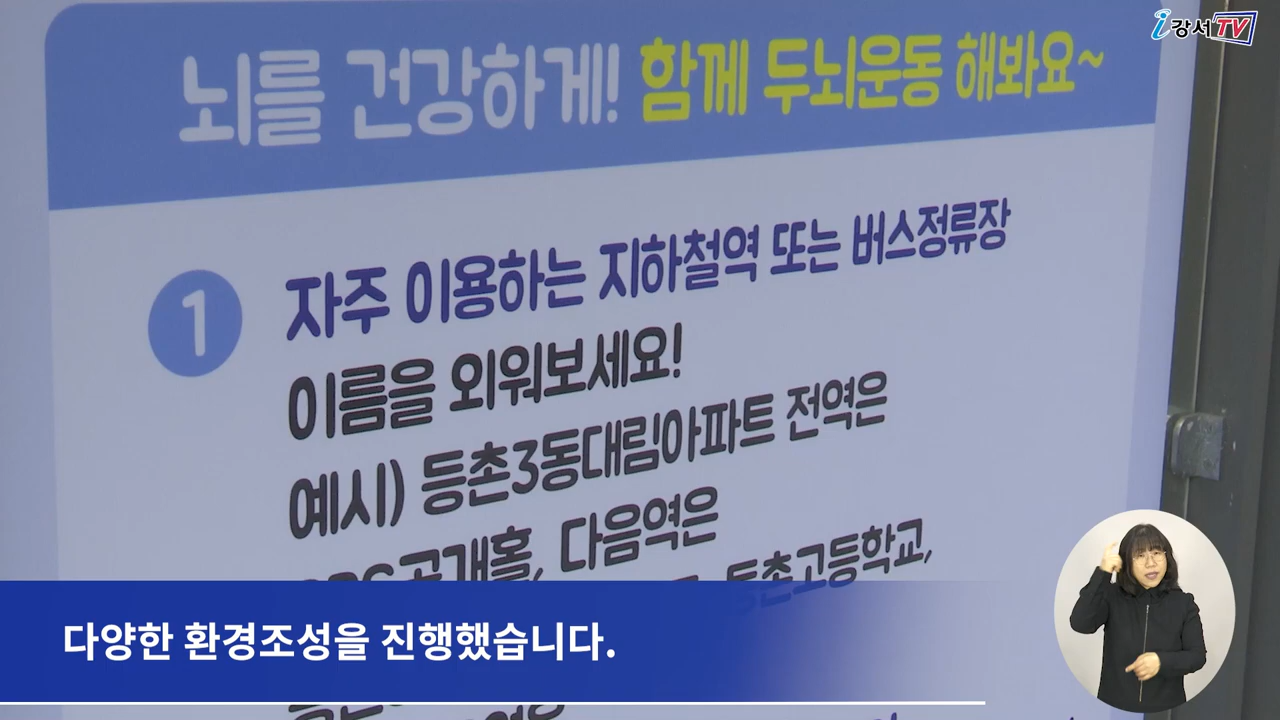 i강서TV
뇌를 건강하게! 함께 두뇌운동 해봐요~
1 자주 이용하는 지하철역 또는 버스정류장
이름을 외워보세요!
예시) 등촌3동대림아파트 전역은
공개홀, 다음역은
등촌고등학교,
다양한 환경조성을 진행했습니다.